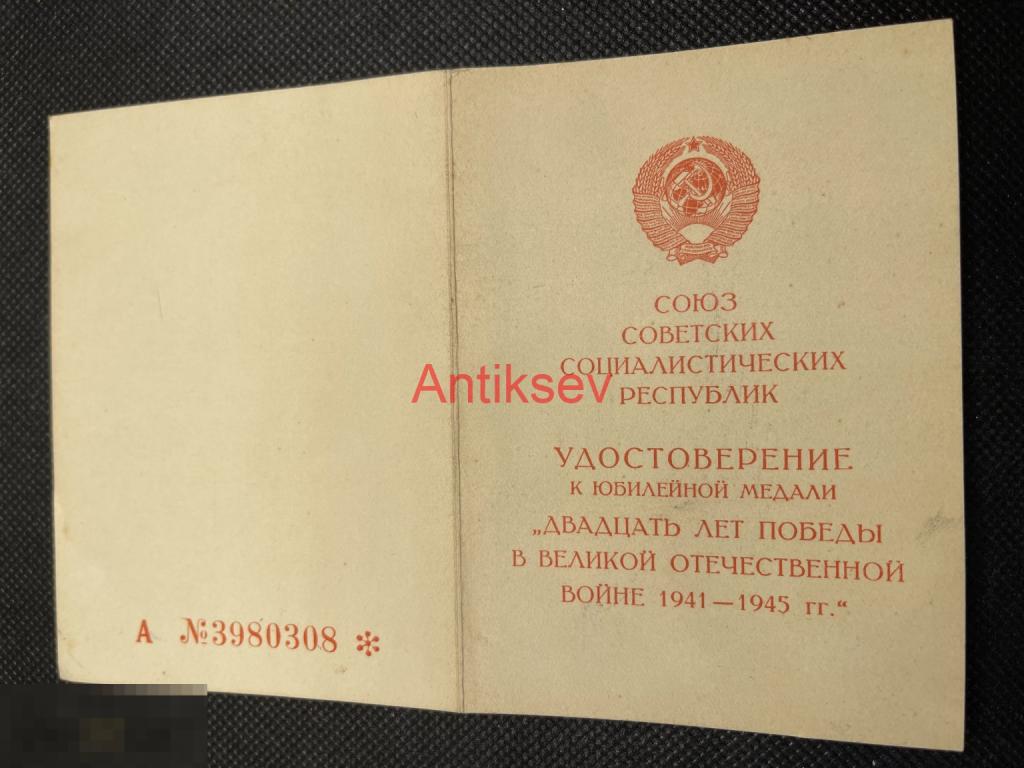 СОЮЗ
СОВЕТСКИХ
СОЦИАЛИСТИЧЕСКИХ
РЕСПУБЛИК
УДОСТОВЕРЕНИЕ
К ЮБИЛЕЙНОЙ МЕДАЛИ
„ДВАДЦАТЬ ЛЕТ ПОБЕДЫ
В ВЕЛИКОЙ ОТЕЧЕСТВЕННОЙ
ВОЙНЕ 1941—1945 гг.“
А №3980308 *
Antiksev